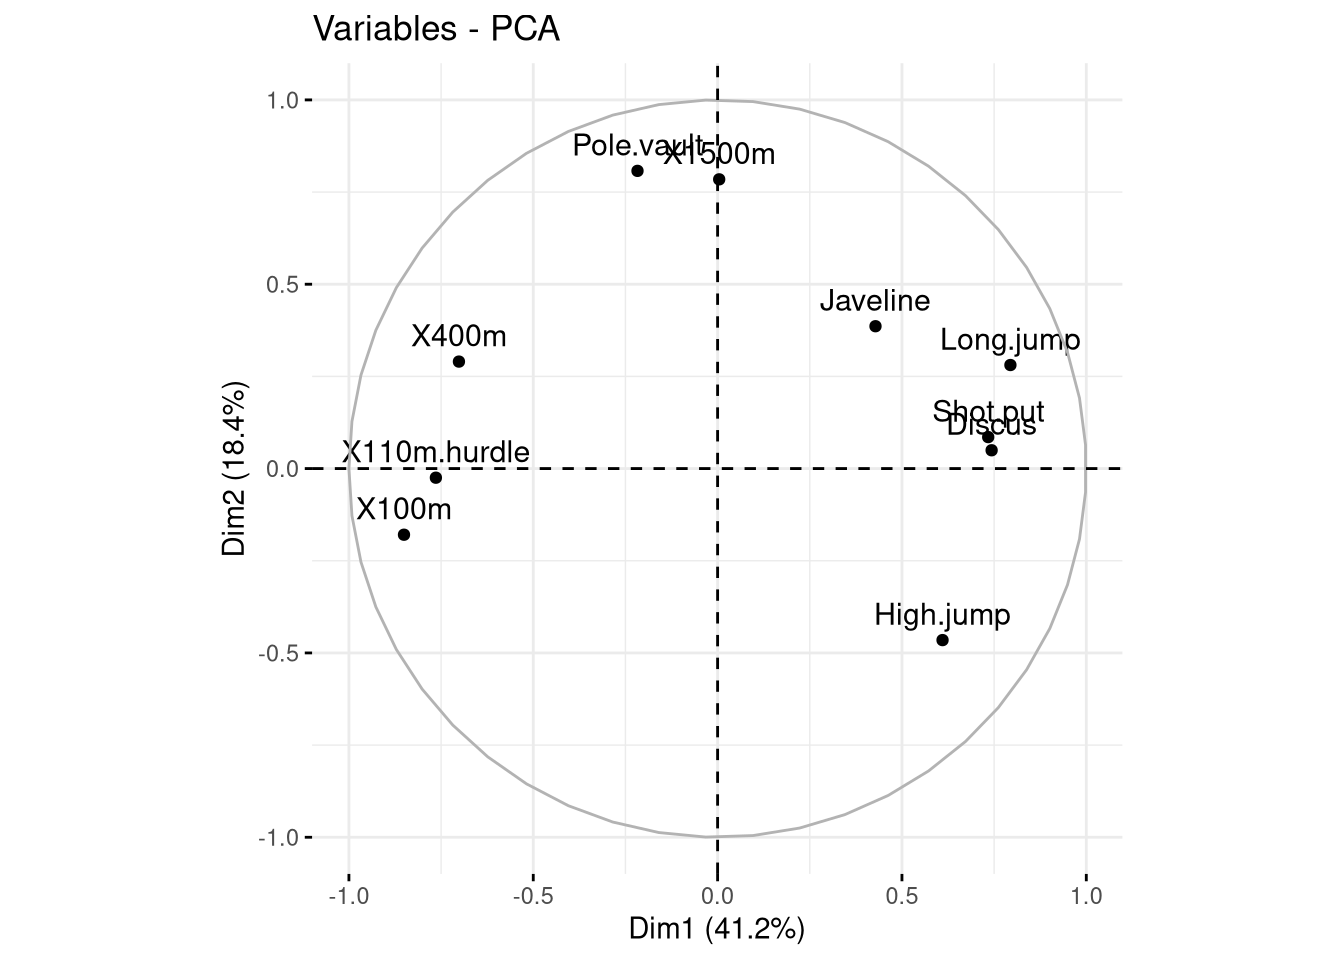 Variables - PCA
1.0
Pole.vault
X1500m
0.5
Javeline
X400m
Long.jump
Shot.put
Discus
X110m.hurdle
0.0
X100m
High.jump
-0.5
-1.0
-1.0 -0.5 0.0 0.5 1.0
Dim1 (41.2%)
Dim2 (18.4%)